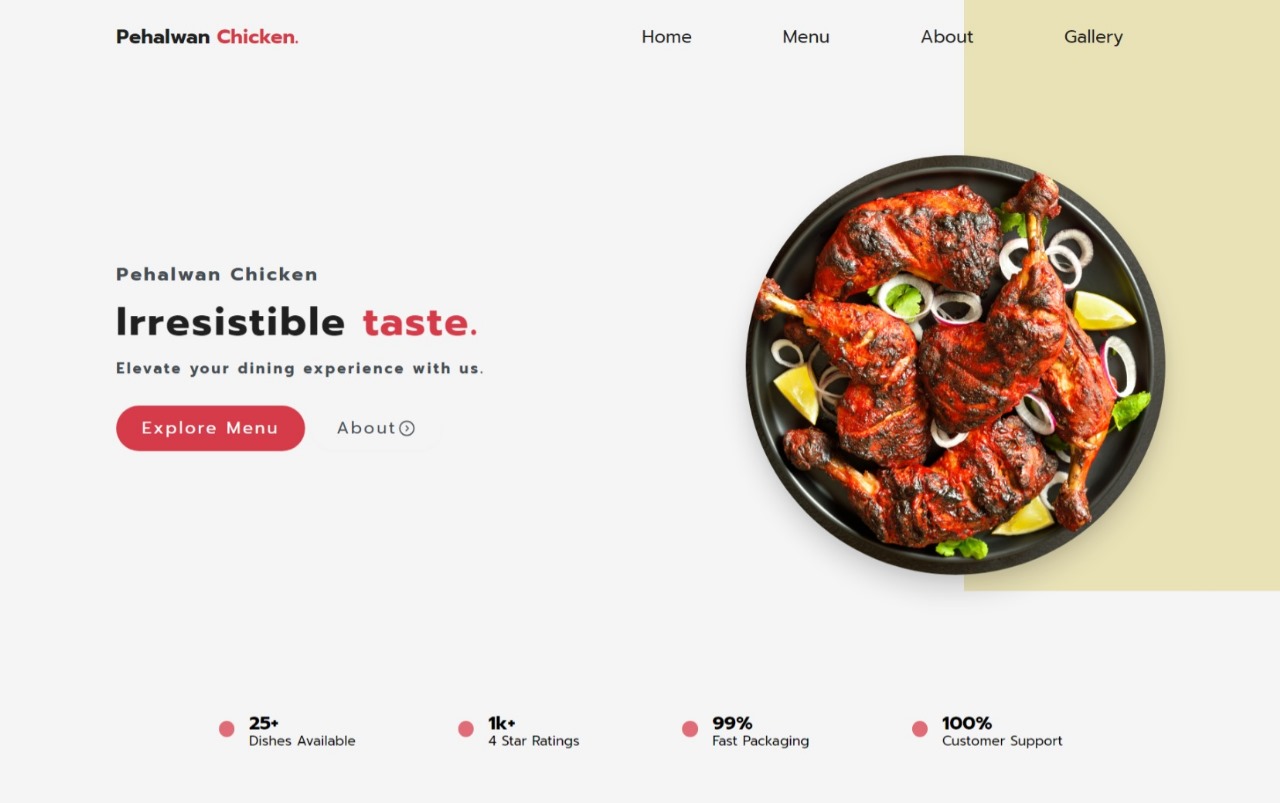 Pehalwan Chicken.
Home Menu About Gallery
Pehalwan Chicken
Irresistible taste.
Elevate your dining experience with us.
Explore Menu About
25+
Dishes Available
1k+
4 Star Ratings
99%
Fast Packaging
100%
Customer Support